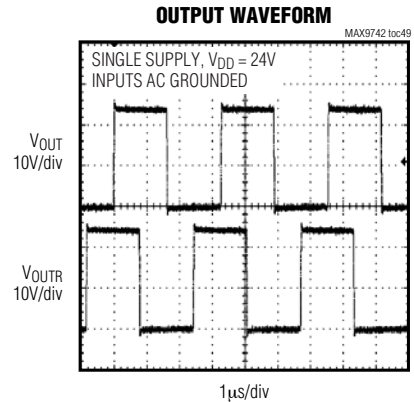 OUTPUT WAVEFORM
MAX9742 toc49
SINGLE SUPPLY, VDD = 24V
INPUTS AC GROUNDED
VOUT
10V/div
VOUTR
10V/div
1μs/div